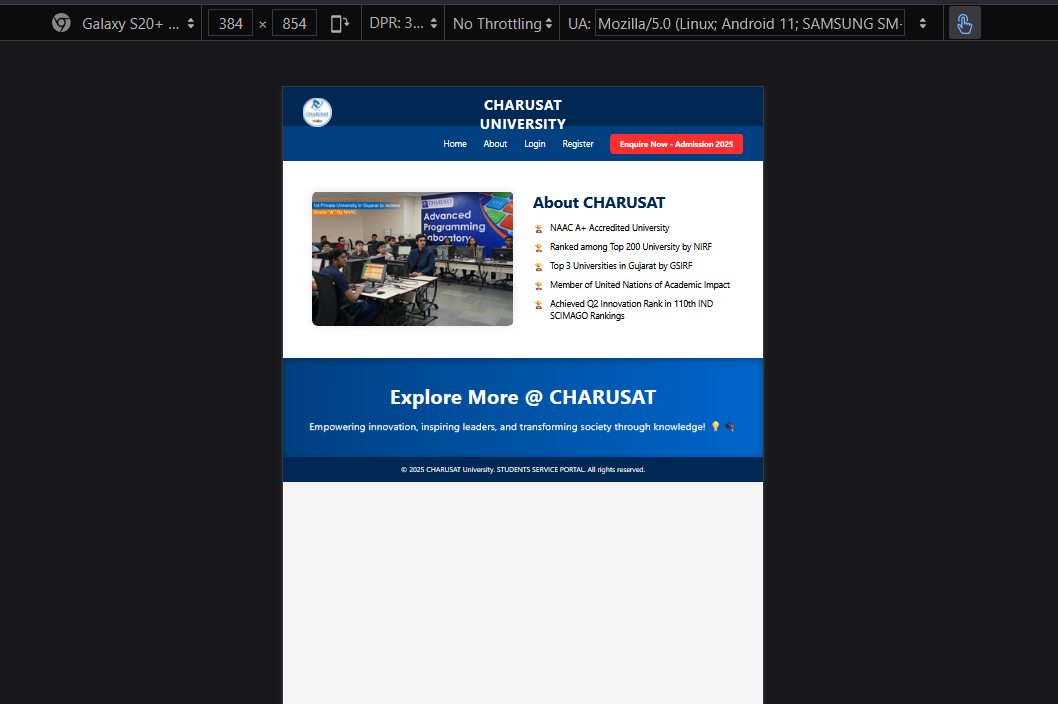 Galaxy S20+ ...
384 × 854
DPR: 3...
No Throttling
UA: Mozilla/5.0 (Linux; Android 11; SAMSUNG SM-
CHARUSAT
CHARUSAT
UNIVERSITY
Home
About
Login
Register
Enquire Now - Admission 2025
1st Private University in Gujarat to receive
Grade "A" By NAAC
CHARUSAT
Advanced
Programming
Laboratory
About CHARUSAT
NAAC A+ Accredited University
Ranked among Top 200 University by NIRF
Top 3 Universities in Gujarat by GSIRF
Member of United Nations of Academic Impact
Achieved Q2 Innovation Rank in 110th IND
SCIMAGO Rankings
Explore More @ CHARUSAT
Empowering innovation, inspiring leaders, and transforming society through knowledge! 💡
© 2025 CHARUSAT University. STUDENTS SERVICE PORTAL. All rights reserved.